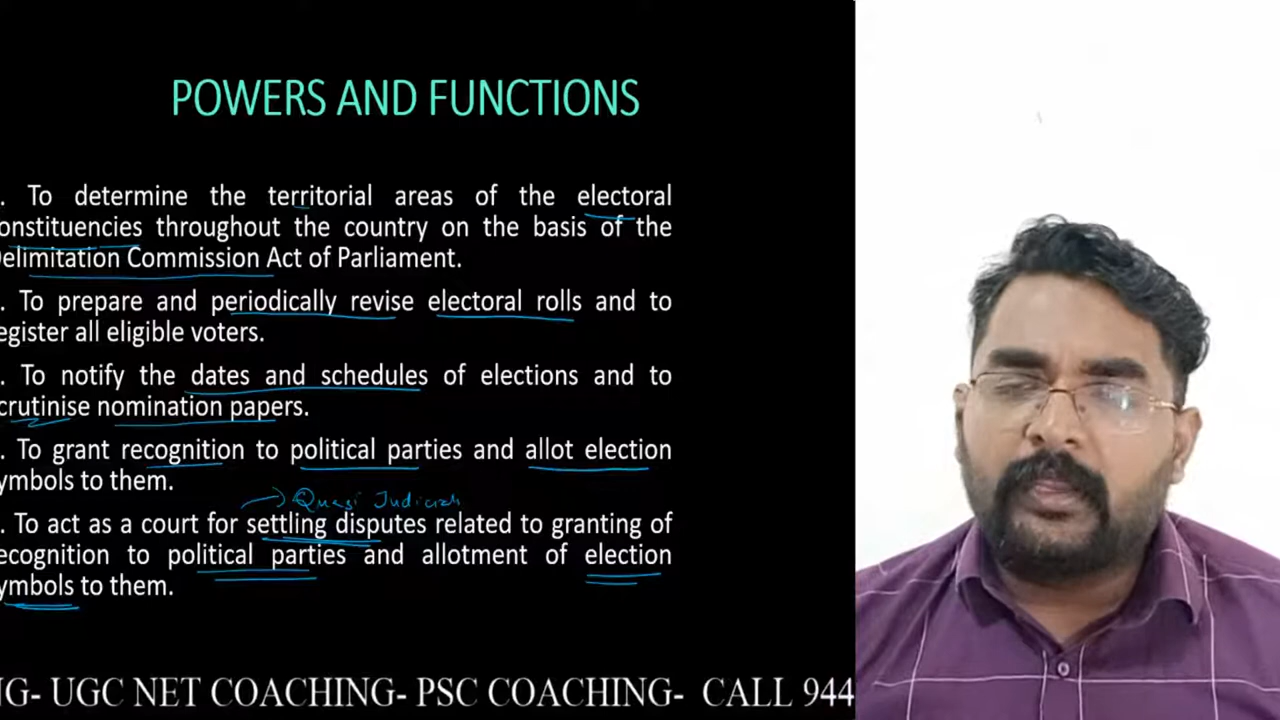 POWERS AND FUNCTIONS
. To determine the territorial areas of the electoral
onstituencies throughout the country on the basis of the
elimitation Commission Act of Parliament.
. To prepare and periodically revise electoral rolls and to
egister all eligible voters.
. To notify the dates and schedules of elections and to
crutinise nomination papers.
. To grant recognition to political parties and allot election
ymbols to them.
Quasi Judicial
. To act as a court for settling disputes related to granting of
ecognition to political parties and allotment of election
ymbols to them.
NG- UGC NET COACHING- PSC COACHING- CALL 944